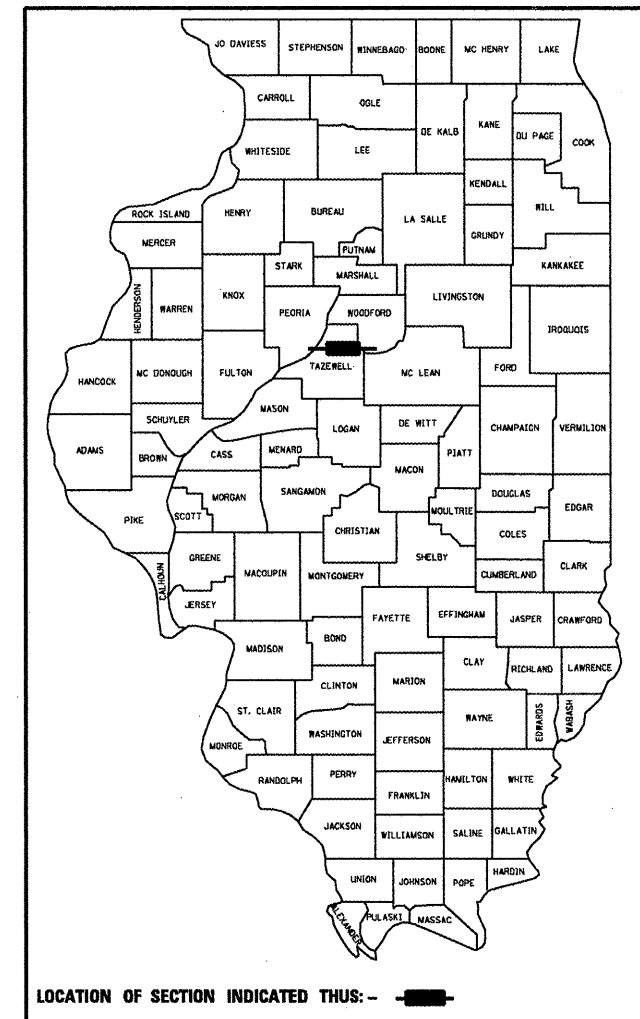 JO DAVIESS
STEPHENSON
WINNEBAGO
BOONE
MC HENRY
LAKE
CARROLL
OGLE
DE KALB
KANE
DU PAGE
COOK
WHITESIDE
LEE
KENDALL
WILL
ROCK ISLAND
HENRY
BUREAU
LA SALLE
GRUNDY
MERCER
PUTNAM
KANKAKEE
STARK
MARSHALL
HENDERSON
WARREN
KNOX
PEORIA
WOODFORD
LIVINGSTON
IROQUOIS
HANCOCK
MC DONOUGH
FULTON
TAZEWELL
MC LEAN
FORD
MASON
SCHUYLER
LOGAN
DE WITT
CHAMPAIGN
VERMILION
ADAMS
BROWN
CASS
MENARD
PIATT
MACON
MORGAN
SANGAMON
DOUGLAS
EDGAR
PIKE
SCOTT
MOULTRIE
CHRISTIAN
COLES
GREENE
MACOUPIN
MONTGOMERY
SHELBY
CUMBERLAND
CLARK
CALHOUN
JERSEY
FAYETTE
EFFINGHAM
JASPER
CRAWFORD
MADISON
BOND
CLAY
RICHLAND
LAWRENCE
CLINTON
MARION
ST. CLAIR
WAYNE
EDWARDS
WABASH
WASHINGTON
JEFFERSON
MONROE
RANDOLPH
PERRY
HAMILTON
WHITE
FRANKLIN
JACKSON
WILLIAMSON
SALINE
GALLATIN
UNION
JOHNSON
POPE
HARDIN
ALEXANDER
PULASKI
MASSAC
LOCATION OF SECTION INDICATED THUS: -